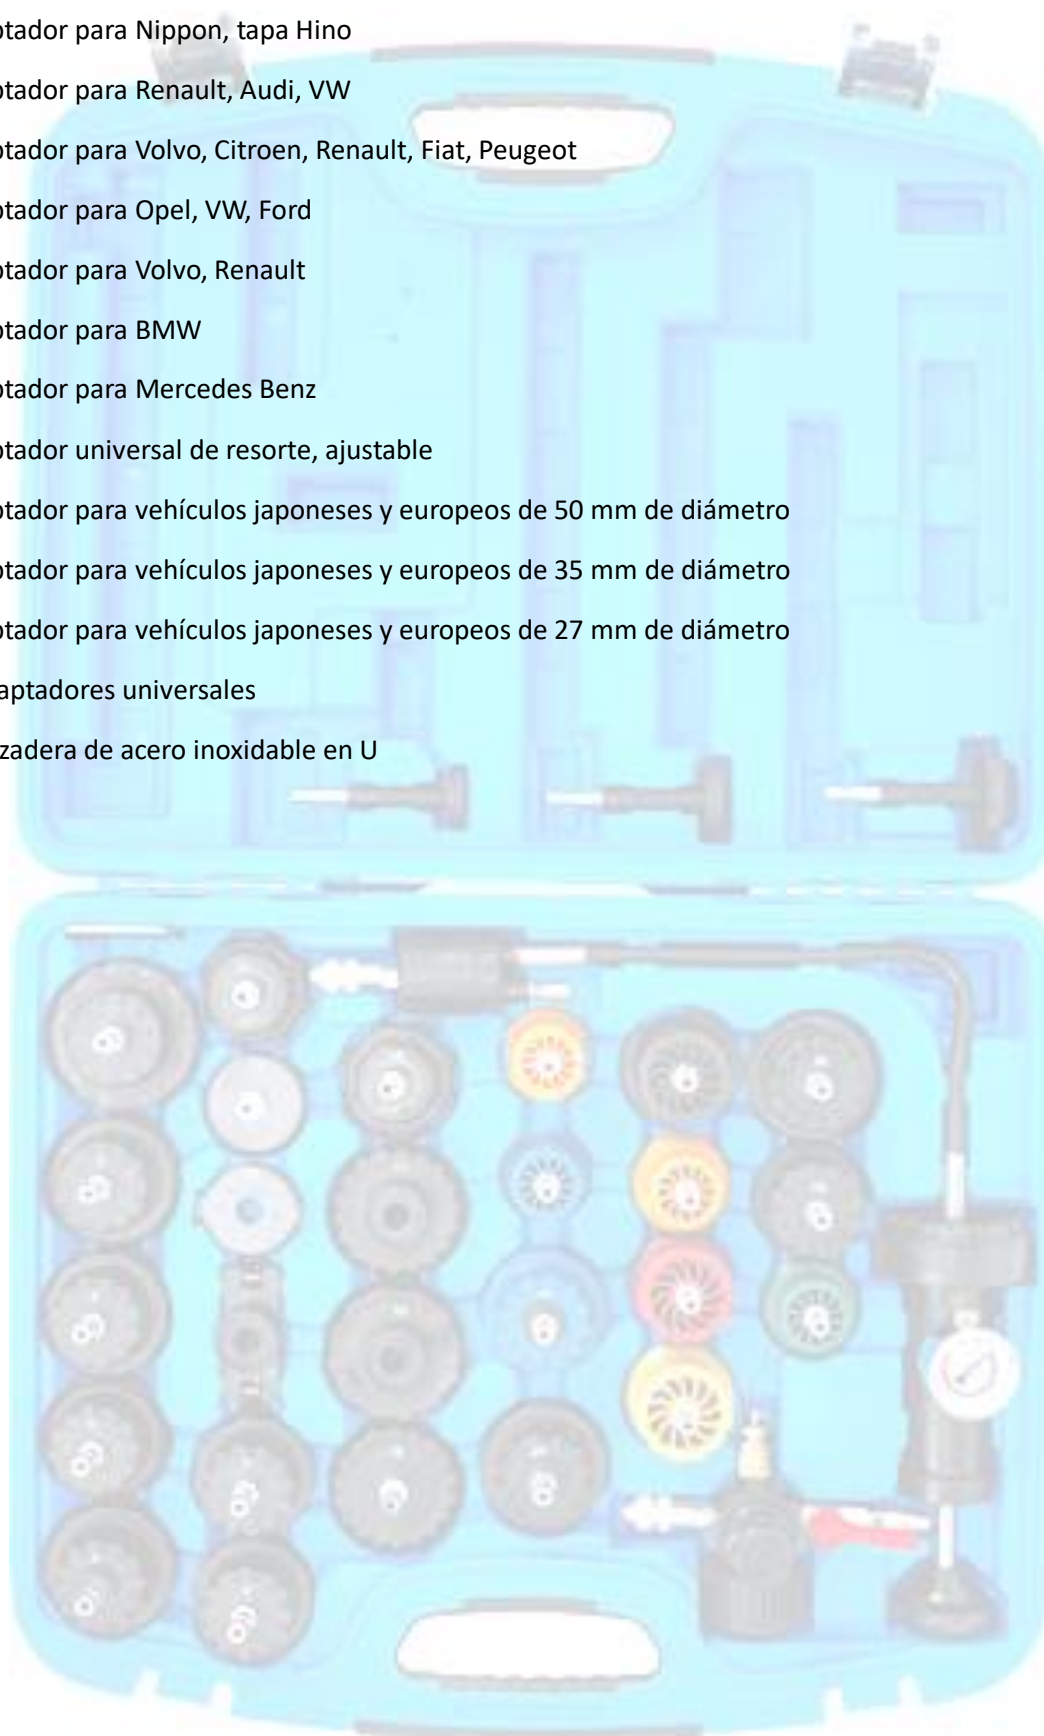 ptador para Nippon, tapa Hino
ptador para Renault, Audi, VW
ptador para Volvo, Citroen, Renault, Fiat, Peugeot
ptador para Opel, VW, Ford
ptador para Volvo, Renault
ptador para BMW
ptador para Mercedes Benz
ptador universal de resorte, ajustable
ptador para vehículos japoneses y europeos de 50 mm de diámetro
ptador para vehículos japoneses y europeos de 35 mm de diámetro
ptador para vehículos japoneses y europeos de 27 mm de diámetro
aptadores universales
zadera de acero inoxidable en U